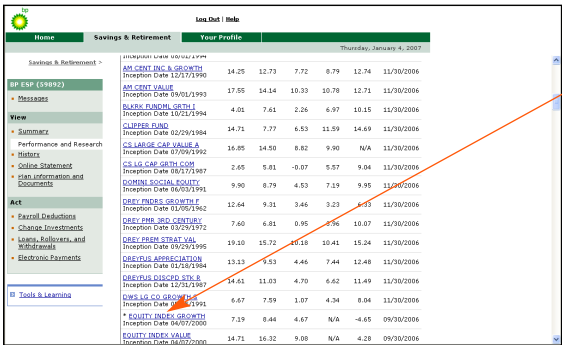 bp
Log Out | Help
Home Savings & Retirement Your Profile
Thursday, January 4, 2007
Savings & Retirement >
BP ESP (59892)
Messages
View
Summary
Performance and Research
History
Online Statement
Plan Information and
Documents
Act
Payroll Deductions
Change Investments
Loans, Rollovers, and
Withdrawals
Electronic Payments
Tools & Learning
Inception Date 08/01/1994
AM CENT INC & GROWTH
Inception Date 12/17/1990 14.25 12.73 7.72 8.79 12.74 11/30/2006
AM CENT VALUE
Inception Date 09/01/1993 17.55 14.14 10.33 10.78 12.71 11/30/2006
BLKRK FUNDML GRTH I
Inception Date 10/21/1994 4.01 7.61 2.26 6.97 10.15 11/30/2006
CLIPPER FUND
Inception Date 02/29/1984 14.71 7.77 6.53 11.59 14.69 11/30/2006
CS LARGE CAP VALUE A
Inception Date 07/09/1992 16.85 14.50 8.82 9.90 N/A 11/30/2006
CS LG CAP GRTH COM
Inception Date 08/17/1987 2.65 5.81 -0.07 5.57 9.04 11/30/2006
DOMINI SOCIAL EQUITY
Inception Date 06/03/1991 9.90 8.79 4.53 7.19 9.95 11/30/2006
DREY FNDRS GROWTH F
Inception Date 01/05/1962 12.64 9.31 3.46 3.23 11/30/2006
DREY PMR 3RD CENTURY
Inception Date 03/29/1972 7.60 6.81 0.95 10.07 11/30/2006
DREY PREM STRAT VAL
Inception Date 09/29/1995 19.10 15.72 10.18 10.41 15.24 11/30/2006
DREYFUS APPRECIATION
Inception Date 01/18/1984 13.13 9.53 4.46 7.44 12.48 11/30/2006
DREYFUS DISCPD STK R
Inception Date 12/31/1987 14.61 11.03 4.70 6.62 11.49 11/30/2006
DWS LG CO GROWTH
Inception Date 6.67 7.59 1.07 4.34 8.04 11/30/2006
* EQUITY INDEX GROWTH
Inception Date 04/07/2000 7.19 8.44 4.67 N/A -4.65 09/30/2006
EQUITY INDEX VALUE
Inception Date 04/07/2000 14.71 16.32 9.08 N/A 4.28 09/30/2006